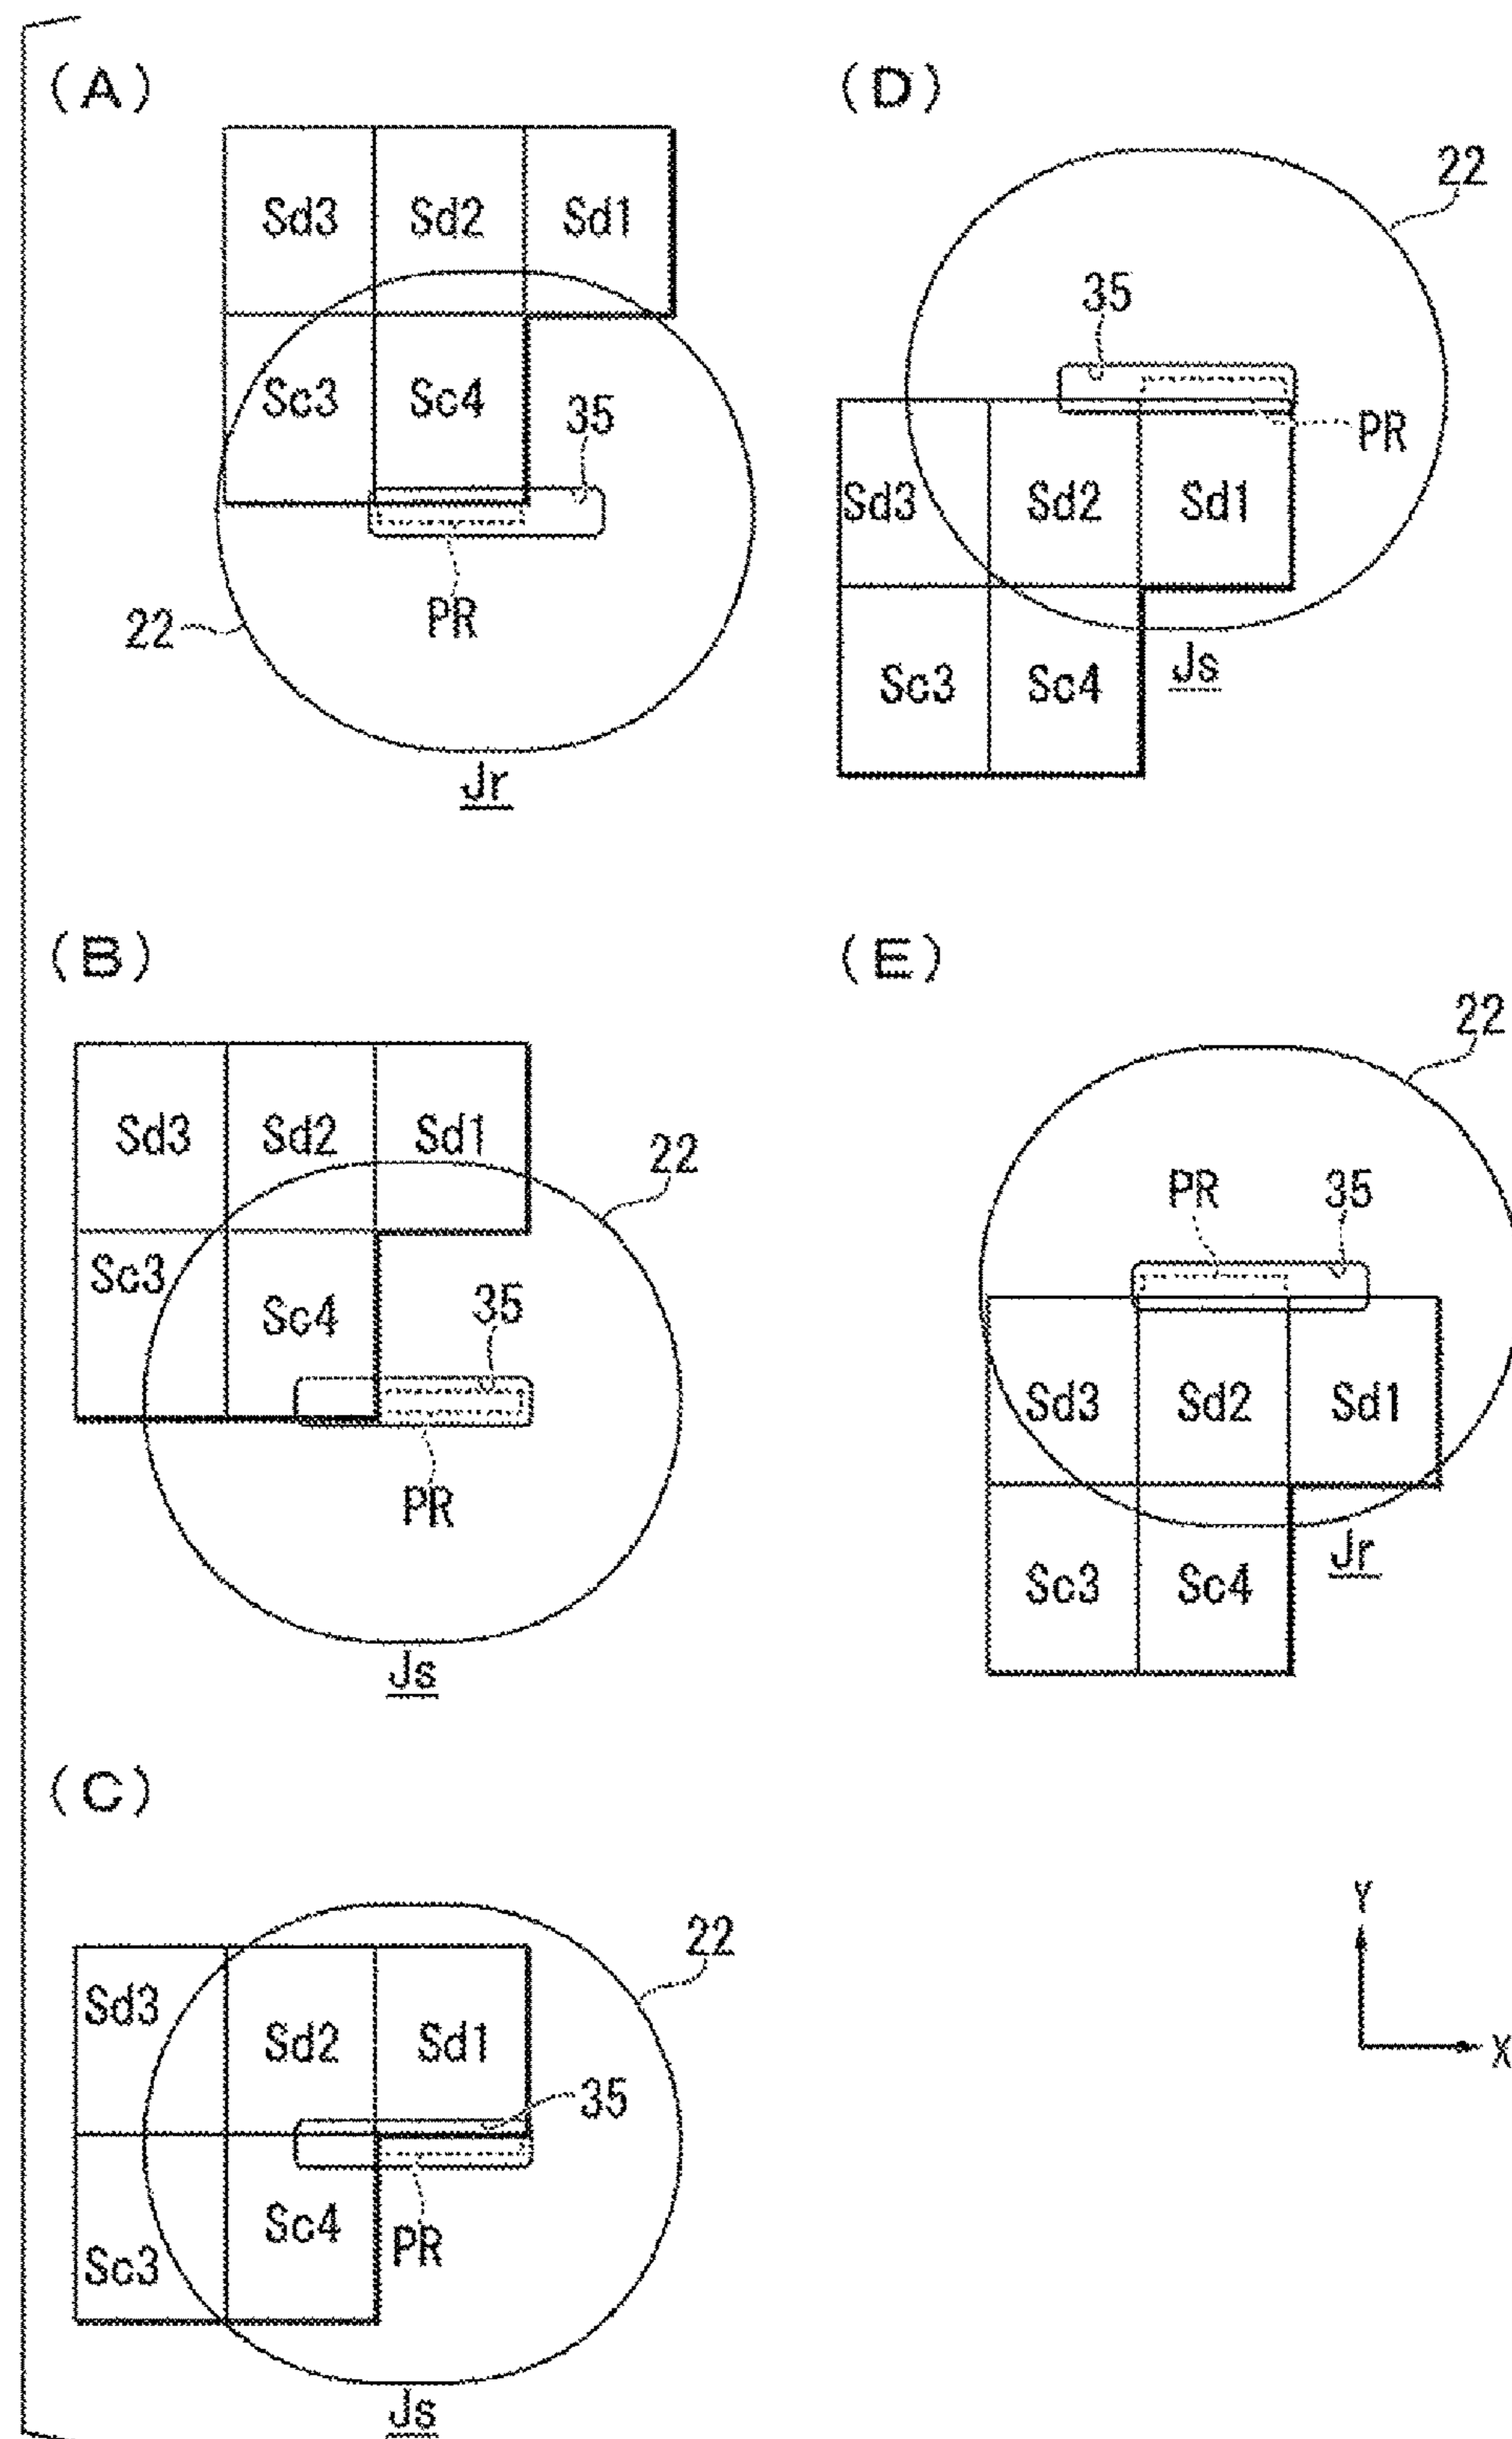 (A)
Sd3 Sd2 Sd1
Sc3 Sc4
35
PR
22
Jr
(B)
Sd3 Sd2 Sd1
22
Sc3
Sc4
35
PR
Js
(C)
22
Sd3
Sd2 Sd1
35
Sc4
PR
Sc3
Js
(D)
22
35
PR
Sd3 Sd2 Sd1
Js
Sc3 Sc4
(E)
22
PR 35
Sd3 Sd2 Sd1
Jr
Sc3 Sc4
Y
X